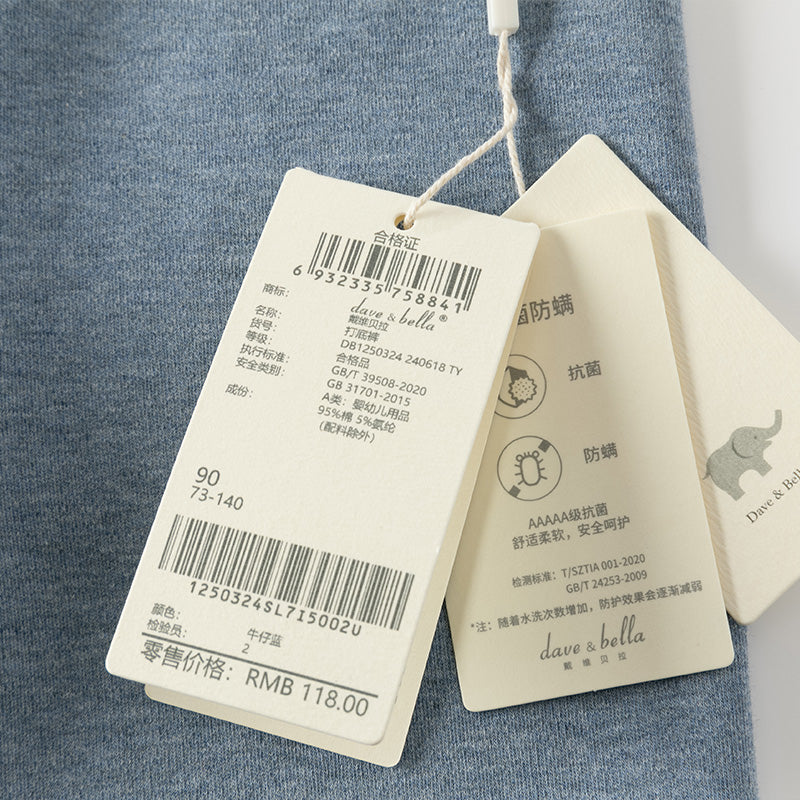 合格证
6 932335 758841
商标： dave & bella®
戴维贝拉
名称： 打底裤
货号： DB1250324 240618 TY
等级： 合格品
执行标准： GB/T 39508-2020
安全类别： GB 31701-2015
A类：婴幼儿用品
成份： 95%棉 5%氨纶
(配料除外)
90
73-140
1250324SL7I5002U
颜色： 牛仔蓝
检验员： 2
零售价格：RMB 118.00
菌防螨
抗菌
防螨
AAAAA级抗菌
舒适柔软，安全呵护
检测标准：T/SZTIA 001-2020
GB/T 24253-2009
*注：随着水洗次数增加，防护效果会逐渐减弱
dave & bella
戴维贝拉
Dave & Bell